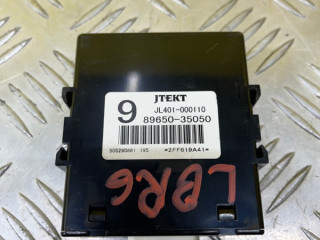 JTEKT
9
JL401-000110
89650-35050
*2FF619A41*
LBR6